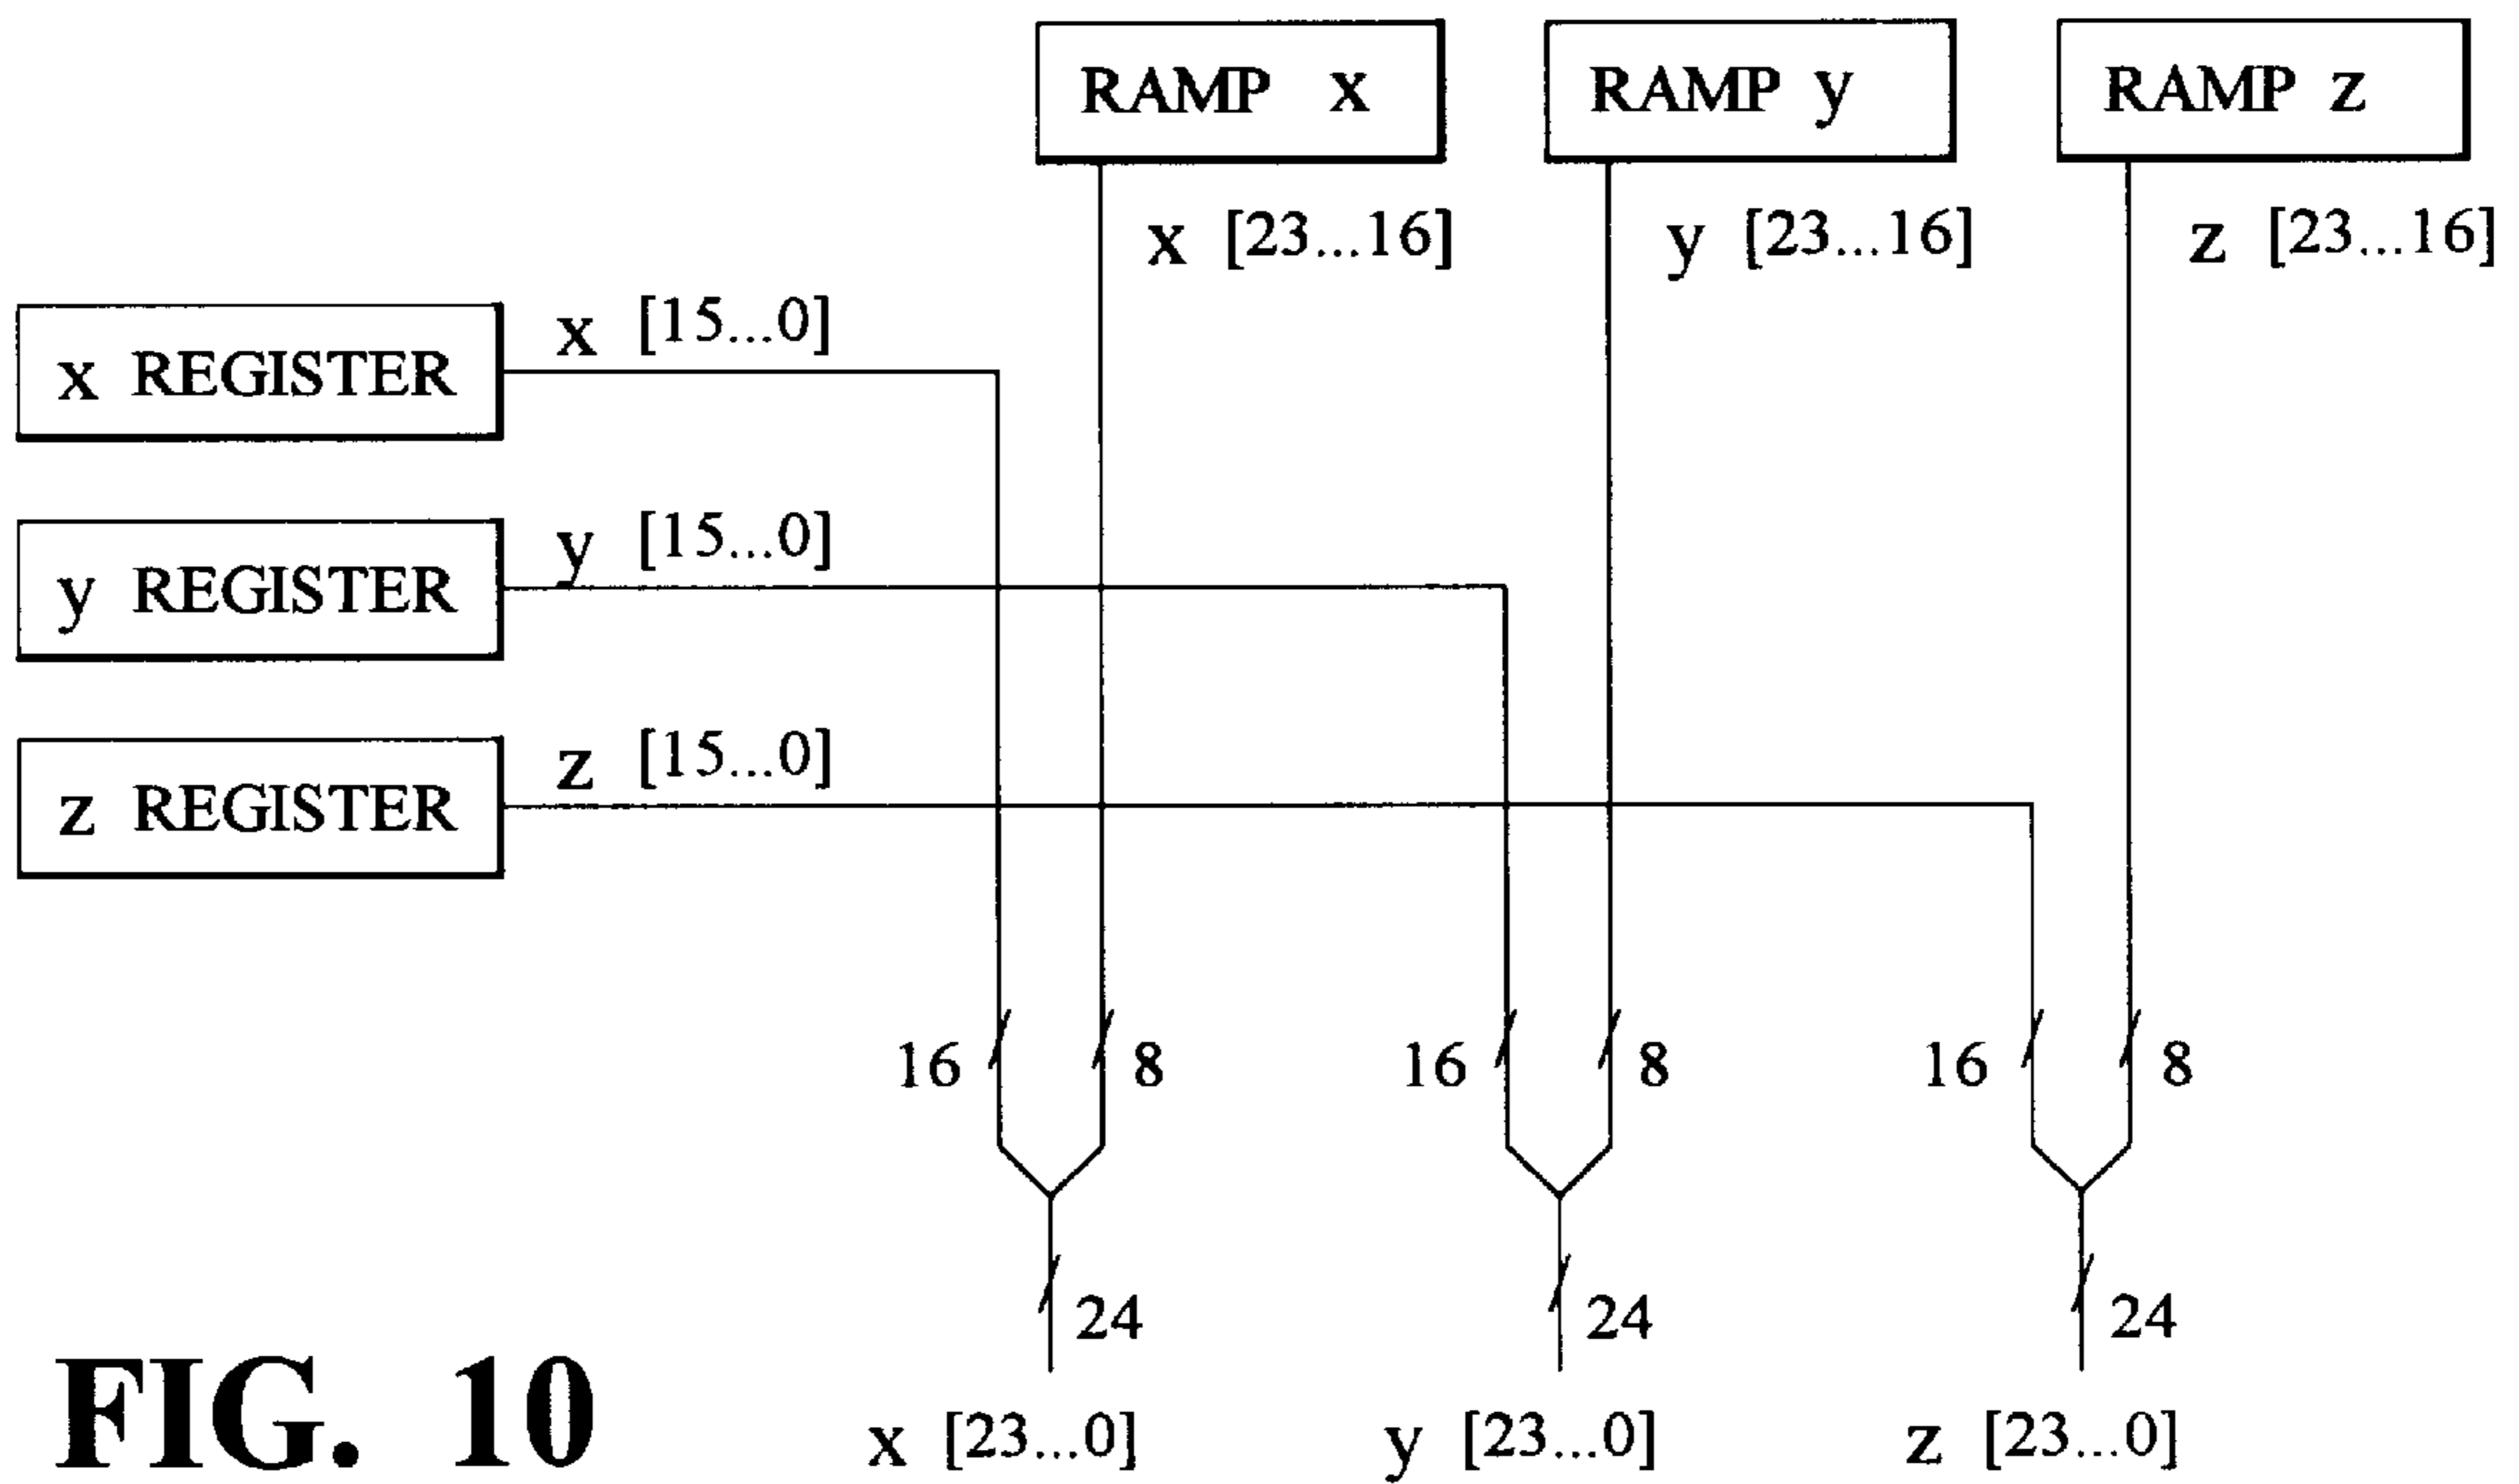 RAMP x
RAMP y
RAMP z
x [23...16]
y [23...16]
z [23...16]
x REGISTER
x [15...0]
y REGISTER
y [15...0]
z REGISTER
z [15...0]
16
8
16
8
16
8
24
24
24
x [23...0]
y [23...0]
z [23...0]
FIG. 10